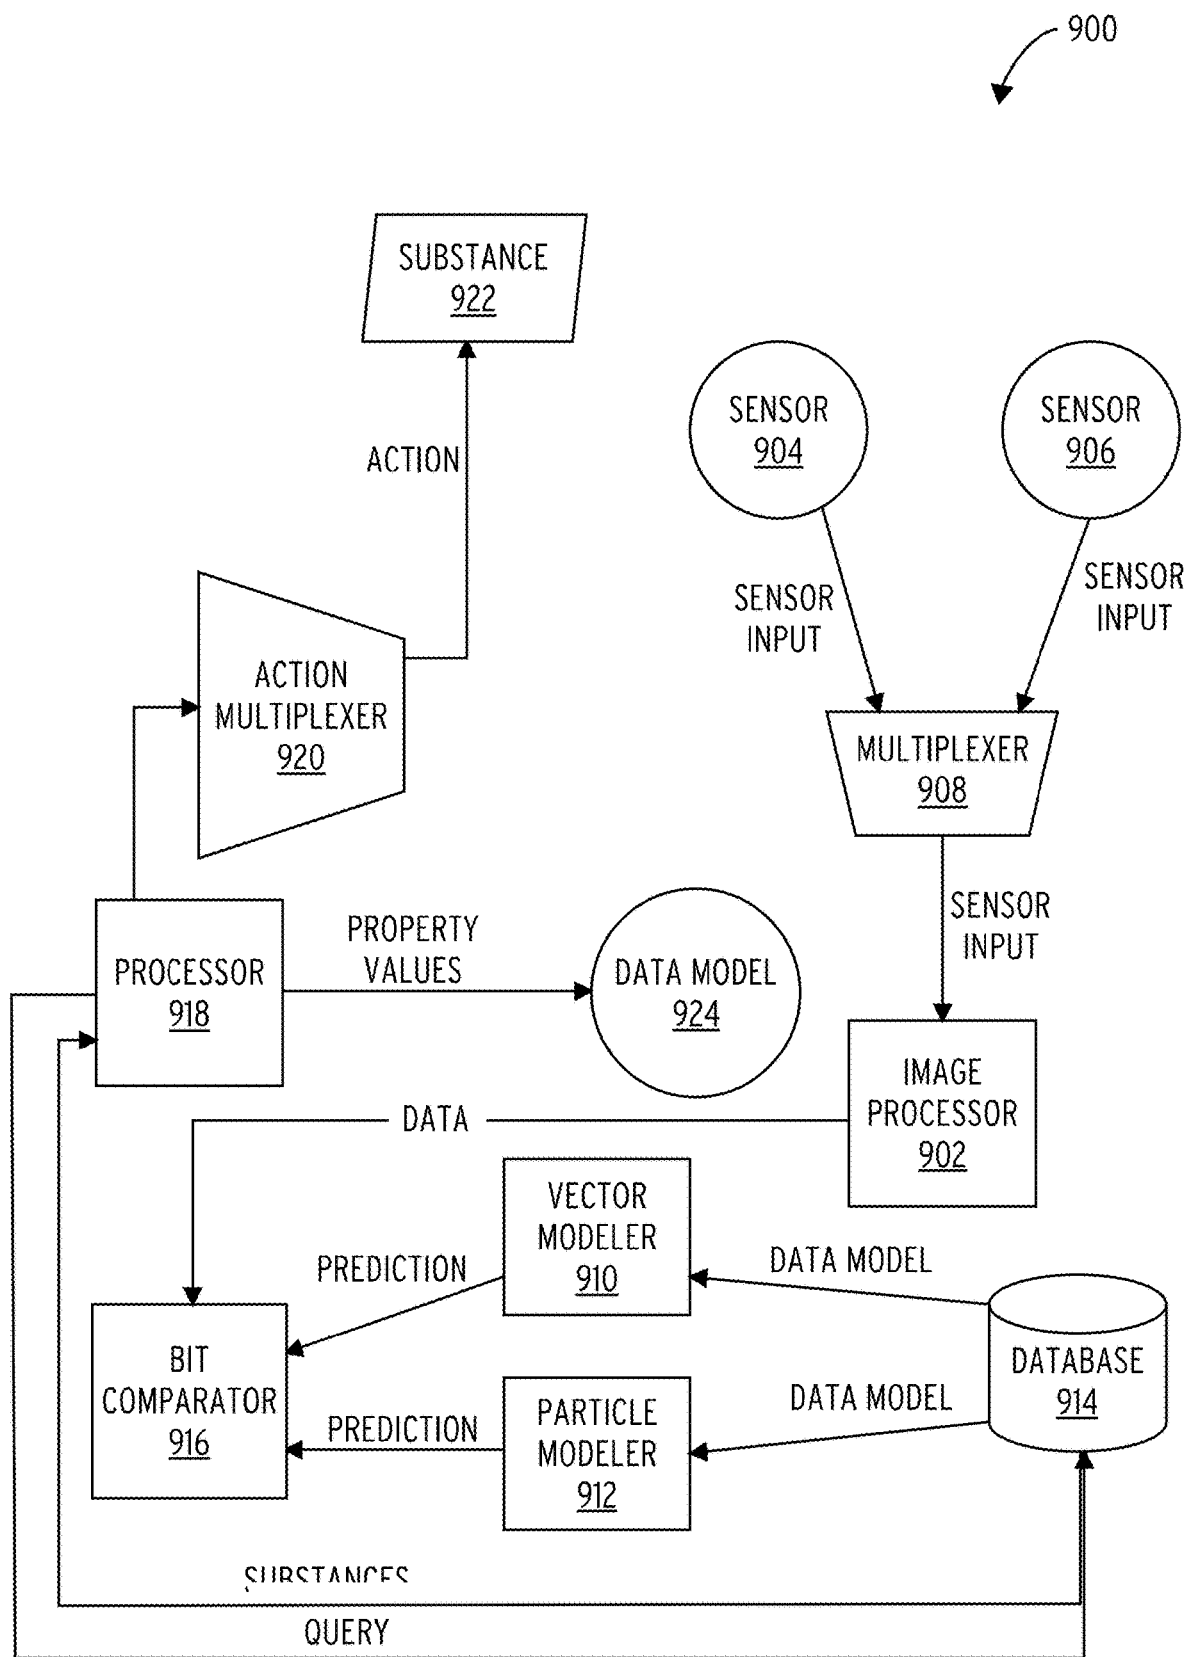 900
SUBSTANCE
922
SENSOR
904
SENSOR
906
ACTION
SENSOR
INPUT
SENSOR
INPUT
ACTION
MULTIPLEXER
920
MULTIPLEXER
908
SENSOR
INPUT
PROPERTY
VALUES
PROCESSOR
918
DATA MODEL
924
IMAGE
PROCESSOR
902
DATA
VECTOR
MODELER
910
PREDICTION
DATA MODEL
BIT
COMPARATOR
916
DATABASE
914
PREDICTION
PARTICLE
MODELER
912
DATA MODEL
SUBSTANCES
QUERY